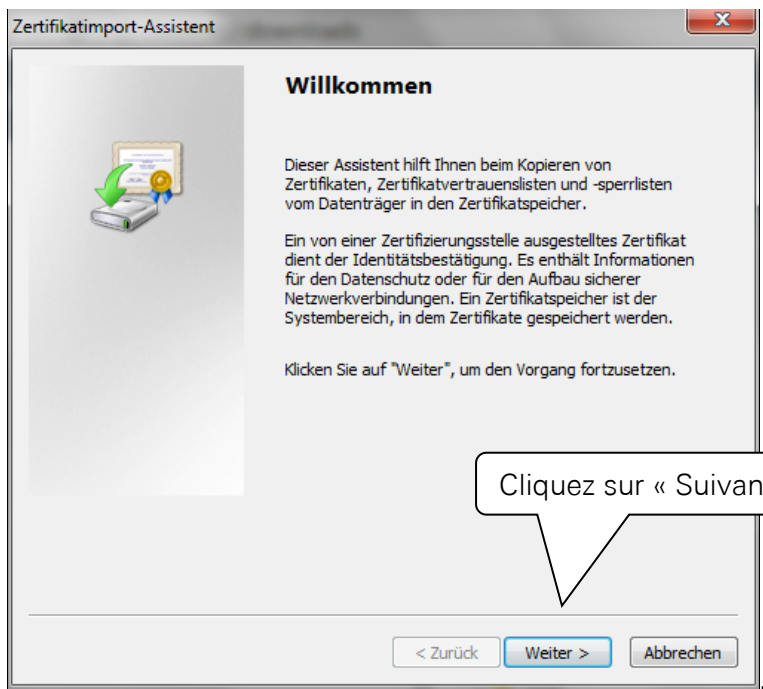 Zertifikatimport-Assistent
Willkommen
Dieser Assistent hilft Ihnen beim Kopieren von
Zertifikaten, Zertifikatvertrauenslisten und -sperrlisten
vom Datenträger in den Zertifikatspeicher.
Ein von einer Zertifizierungsstelle ausgestelltes Zertifikat
dient der Identitätsbestätigung. Es enthält Informationen
für den Datenschutz oder für den Aufbau sicherer
Netzwerkverbindungen. Ein Zertifikatspeicher ist der
Systembereich, in dem Zertifikate gespeichert werden.
Klicken Sie auf "Weiter", um den Vorgang fortzusetzen.
Cliquez sur « Suivan
< Zurück Weiter > Abbrechen